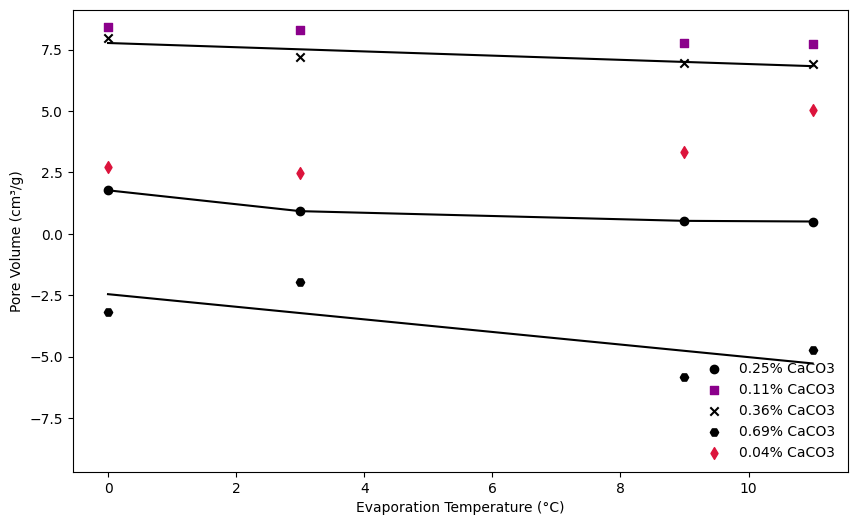 7.5
5.0
2.5
0.0
−2.5
−5.0
−7.5
Pore Volume (cm³/g)
0.25% CaCO3
0.11% CaCO3
0.36% CaCO3
0.69% CaCO3
0.04% CaCO3
0 2 4 6 8 10
Evaporation Temperature (°C)